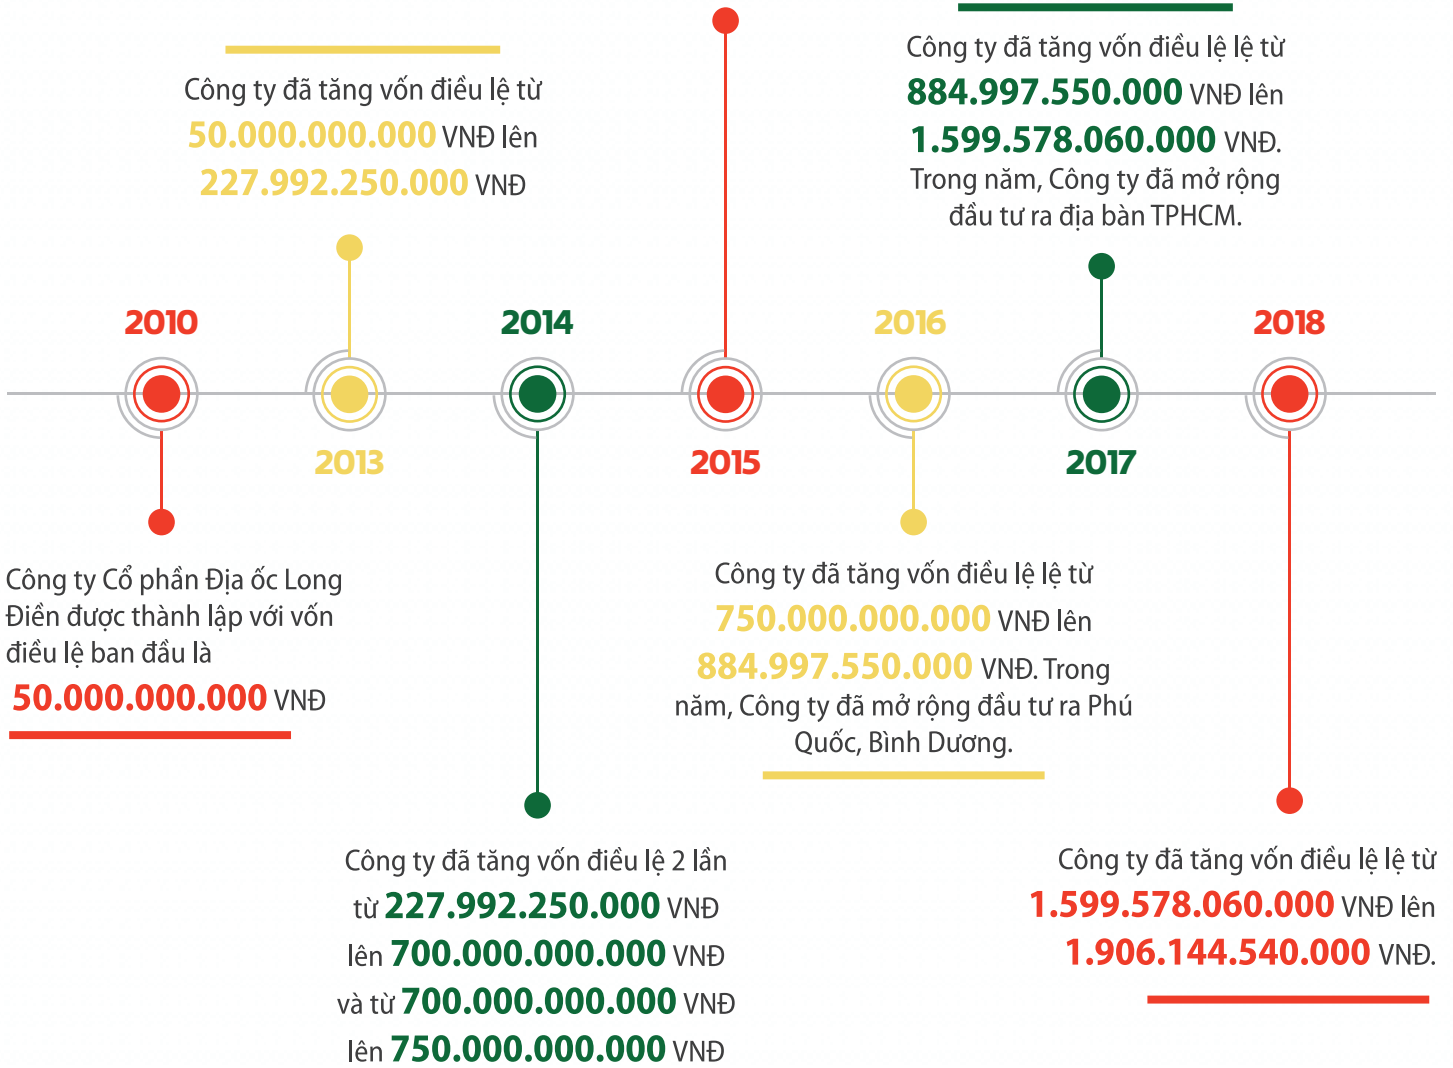 Công ty đã tăng vốn điều lệ từ
50.000.000.000 VNĐ lên
227.992.250.000 VNĐ
Công ty đã tăng vốn điều lệ lệ từ
884.997.550.000 VNĐ lên
1.599.578.060.000 VNĐ.
Trong năm, Công ty đã mở rộng
đầu tư ra địa bàn TPHCM.
2010
2014
2016
2018
2013
2015
2017
Công ty Cổ phần Địa ốc Long
Điền được thành lập với vốn
điều lệ ban đầu là
50.000.000.000 VNĐ
Công ty đã tăng vốn điều lệ lệ từ
750.000.000.000 VNĐ lên
884.997.550.000 VNĐ. Trong
năm, Công ty đã mở rộng đầu tư ra Phú
Quốc, Bình Dương.
Công ty đã tăng vốn điều lệ 2 lần
từ 227.992.250.000 VNĐ
lên 700.000.000.000 VNĐ
và từ 700.000.000.000 VNĐ
lên 750.000.000.000 VNĐ
Công ty đã tăng vốn điều lệ lệ từ
1.599.578.060.000 VNĐ lên
1.906.144.540.000 VNĐ.